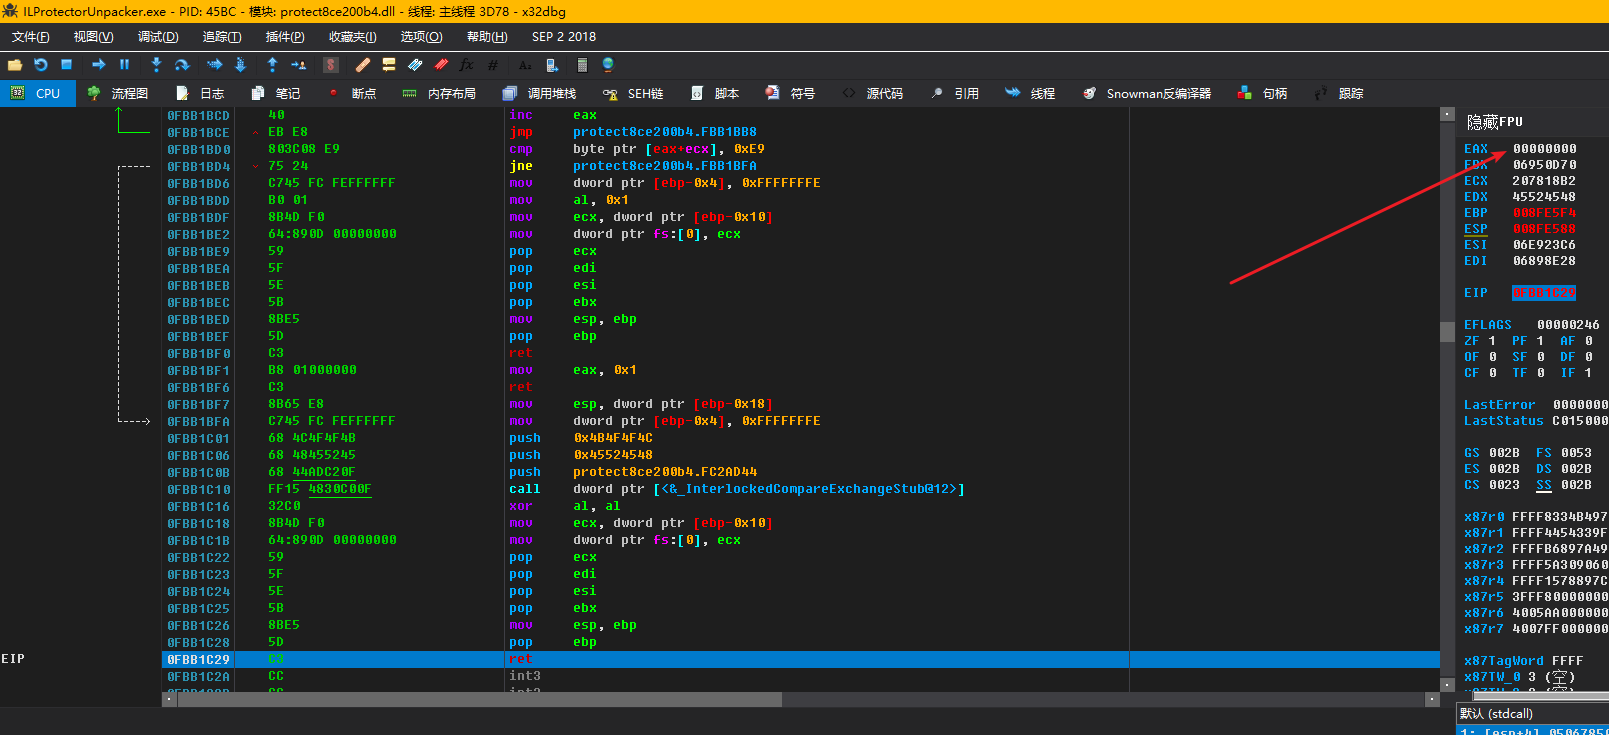 ILProtectorUnpacker.exe - PID: 45BC - 模块: protect8ce200b4.dll - 线程: 主线程 3D78 - x32dbg
文件(F) 视图(V) 调试(D) 追踪(T) 插件(P) 收藏夹(I) 选项(O) 帮助(H) SEP 2 2018
CPU 流程图 日志 笔记 断点 内存布局 调用堆栈 SEH链 脚本 符号 源代码 引用 线程 Snowman反编译器 句柄 跟踪
0FBB1BCD 40 inc eax
0FBB1BCE EB E8 jmp protect8ce200b4.FBB1BB8
0FBB1BD0 803C08 E9 cmp byte ptr [eax+ecx], 0xE9
0FBB1BD4 75 24 jne protect8ce200b4.FBB1BFA
0FBB1BD6 C745 FC FEFFFFFF mov dword ptr [ebp-0x4], 0xFFFFFFFE
0FBB1BDD B0 01 mov al, 0x1
0FBB1BDF 8B4D F0 mov ecx, dword ptr [ebp-0x10]
0FBB1BE2 64:890D 00000000 mov dword ptr fs:[0], ecx
0FBB1BE9 59 pop ecx
0FBB1BEA 5F pop edi
0FBB1BEB 5E pop esi
0FBB1BEC 5B pop ebx
0FBB1BED 8BE5 mov esp, ebp
0FBB1BEF 5D pop ebp
0FBB1BF0 C3 ret
0FBB1BF1 B8 01000000 mov eax, 0x1
0FBB1BF6 C3 ret
0FBB1BF7 8B65 E8 mov esp, dword ptr [ebp-0x18]
0FBB1BFA C745 FC FEFFFFFF mov dword ptr [ebp-0x4], 0xFFFFFFFE
0FBB1C01 68 4C4F4F4B push 0x4B4F4F4C
0FBB1C06 68 48455245 push 0x45524548
0FBB1C0B 68 44ADC20F push protect8ce200b4.FC2AD44
0FBB1C10 FF15 4830C00F call dword ptr [<&_InterlockedCompareExchangeStub@12>]
0FBB1C16 32C0 xor al, al
0FBB1C18 8B4D F0 mov ecx, dword ptr [ebp-0x10]
0FBB1C1B 64:890D 00000000 mov dword ptr fs:[0], ecx
0FBB1C22 59 pop ecx
0FBB1C23 5F pop edi
0FBB1C24 5E pop esi
0FBB1C25 5B pop ebx
0FBB1C26 8BE5 mov esp, ebp
0FBB1C28 5D pop ebp
EIP 0FBB1C29 C3 ret
0FBB1C2A CC int3
隐藏FPU
EAX 00000000
EBX 06950D70
ECX 207818B2
EDX 45524548
EBP 008FE5F4
ESP 008FE588
ESI 06E923C6
EDI 06898E28
EIP 0FBB1C29
EFLAGS 00000246
ZF 1 PF 1 AF 0
OF 0 SF 0 DF 0
CF 0 TF 0 IF 1
LastError 0000000
LastStatus C015000
GS 002B FS 0053
ES 002B DS 002B
CS 0023 SS 002B
x87r0 FFFF8334B497
x87r1 FFFF4454339F
x87r2 FFFFB6897A49
x87r3 FFFF5A309060
x87r4 FFFF1578897C
x87r5 3FFF80000000
x87r6 4005AA000000
x87r7 4007FF000000
x87TagWord FFFF
x87TW_0 3 (空)
默认 (stdcall)